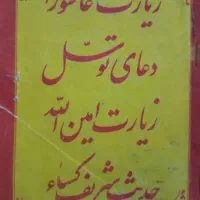 زیارت عاشورا
دعای توسل
زیارت امین الله
حدیث شریف کساء